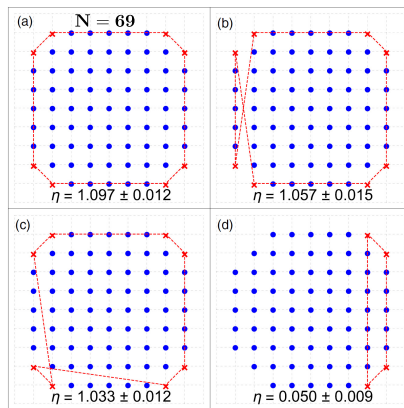 (a) N = 69
(b)
η = 1.097 ± 0.012
η = 1.057 ± 0.015
(c)
(d)
η = 1.033 ± 0.012
η = 0.050 ± 0.009